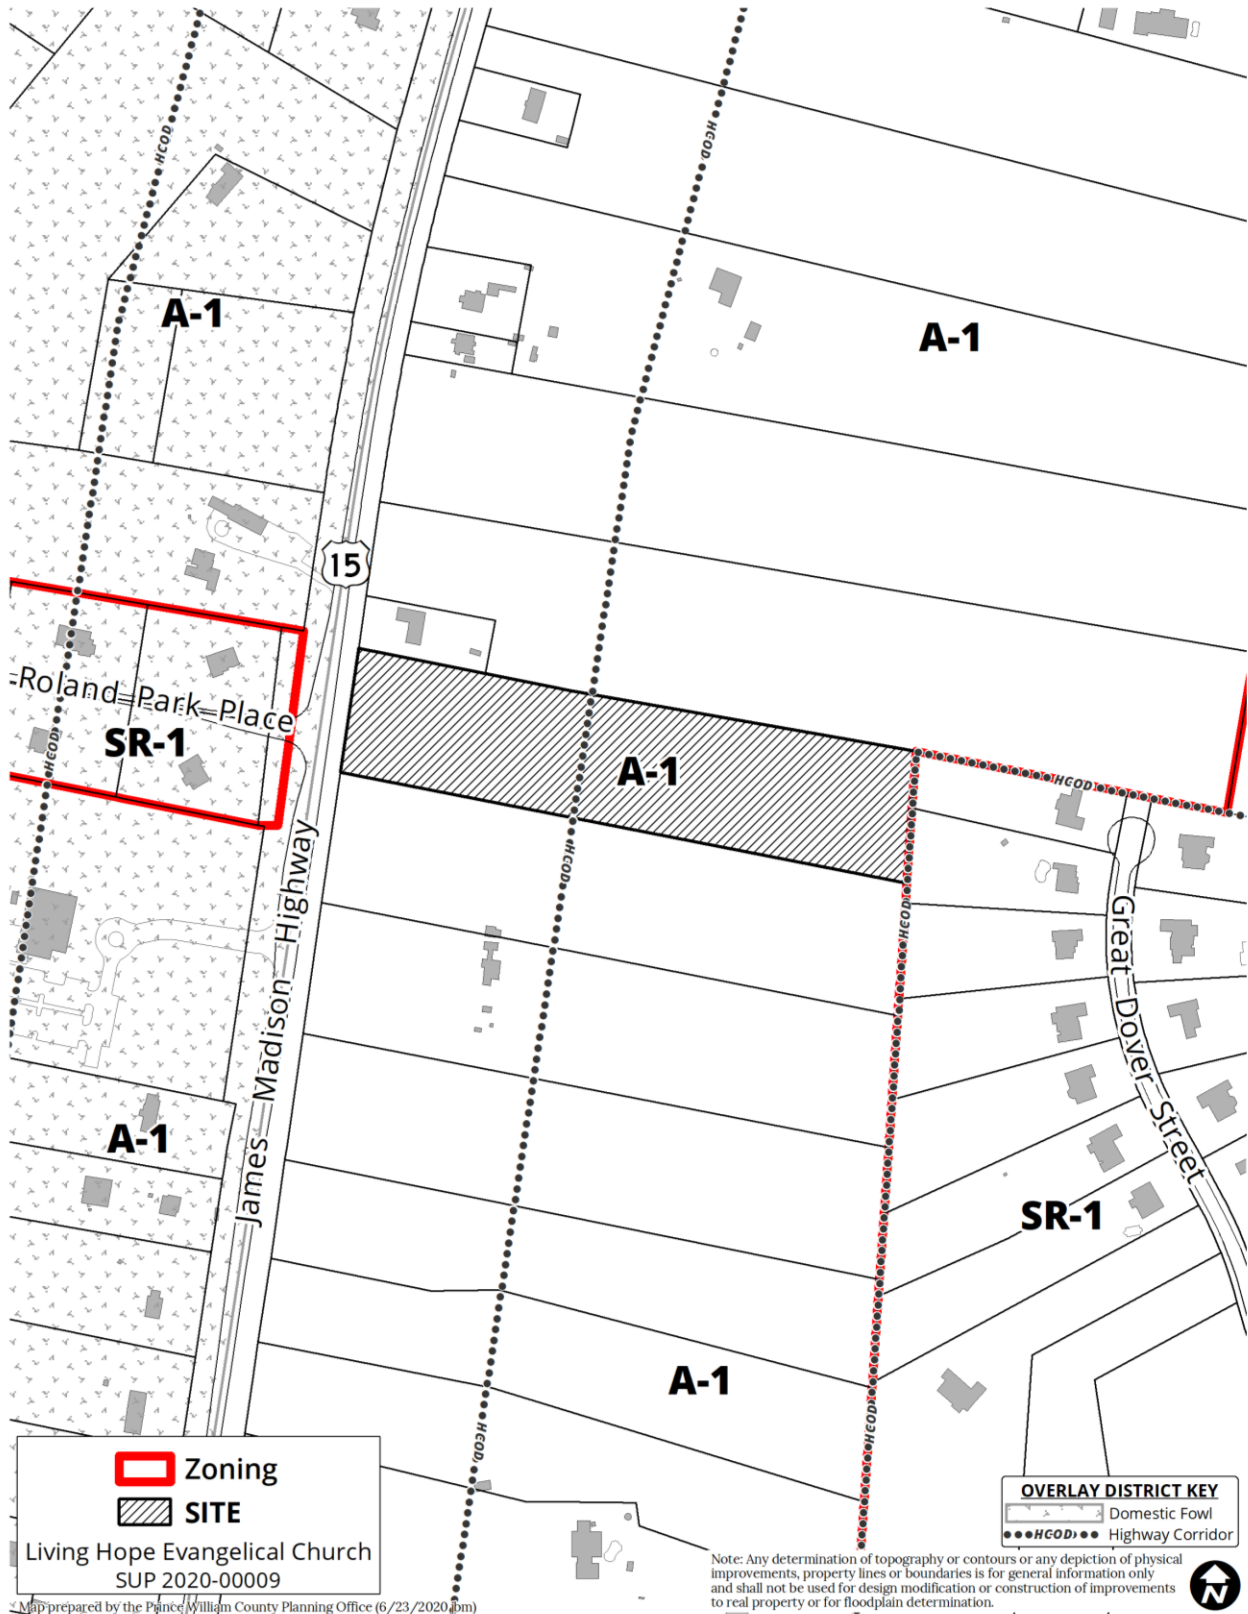 HCOD
HCOD
A-1
A-1
15
Roland Park Place
SR-1
HCOD
A-1
HCOD
HCOD
HCOD
James Madison Highway
Great Dover Street
A-1
SR-1
A-1
HCOD
HCOD
Zoning
SITE
Living Hope Evangelical Church
SUP 2020-00009
Map prepared by the Prince William County Planning Office (6/23/2020 bm)
OVERLAY DISTRICT KEY
Domestic Fowl
HCOD Highway Corridor
Note: Any determination of topography or contours or any depiction of physical
improvements, property lines or boundaries is for general information only
and shall not be used for design modification or construction of improvements
to real property or for floodplain determination.
N